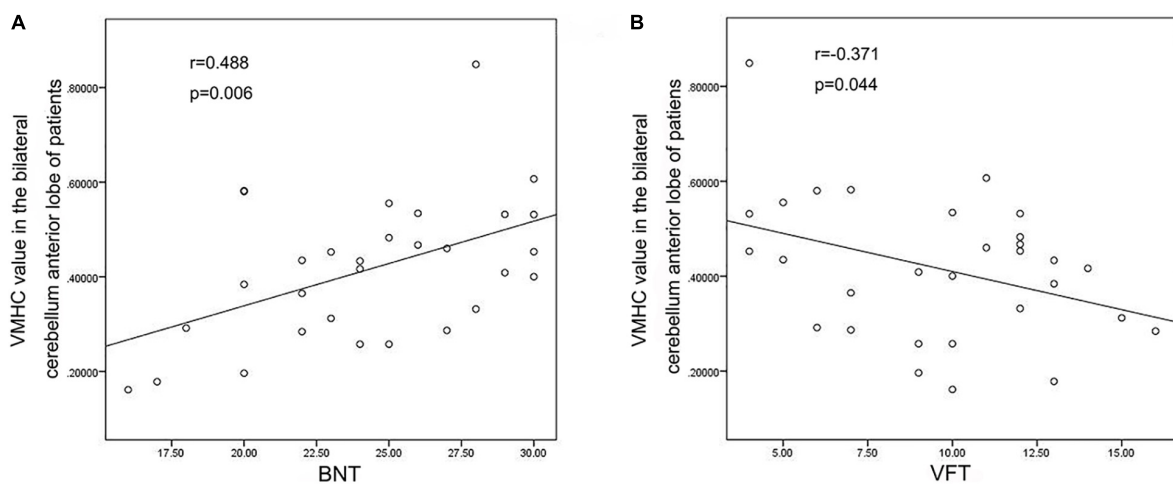 A
r=0.488
p=0.006
VMHC value in the bilateral
cerebellum anterior lobe of patients
.80000
.60000
.40000
.20000
17.50 20.00 22.50 25.00 27.50 30.00
BNT
B
r=-0.371
p=0.044
VMHC value in the bilateral
cerebellum anterior lobe of patiens
.80000
.60000
.40000
.20000
5.00 7.50 10.00 12.50 15.00
VFT